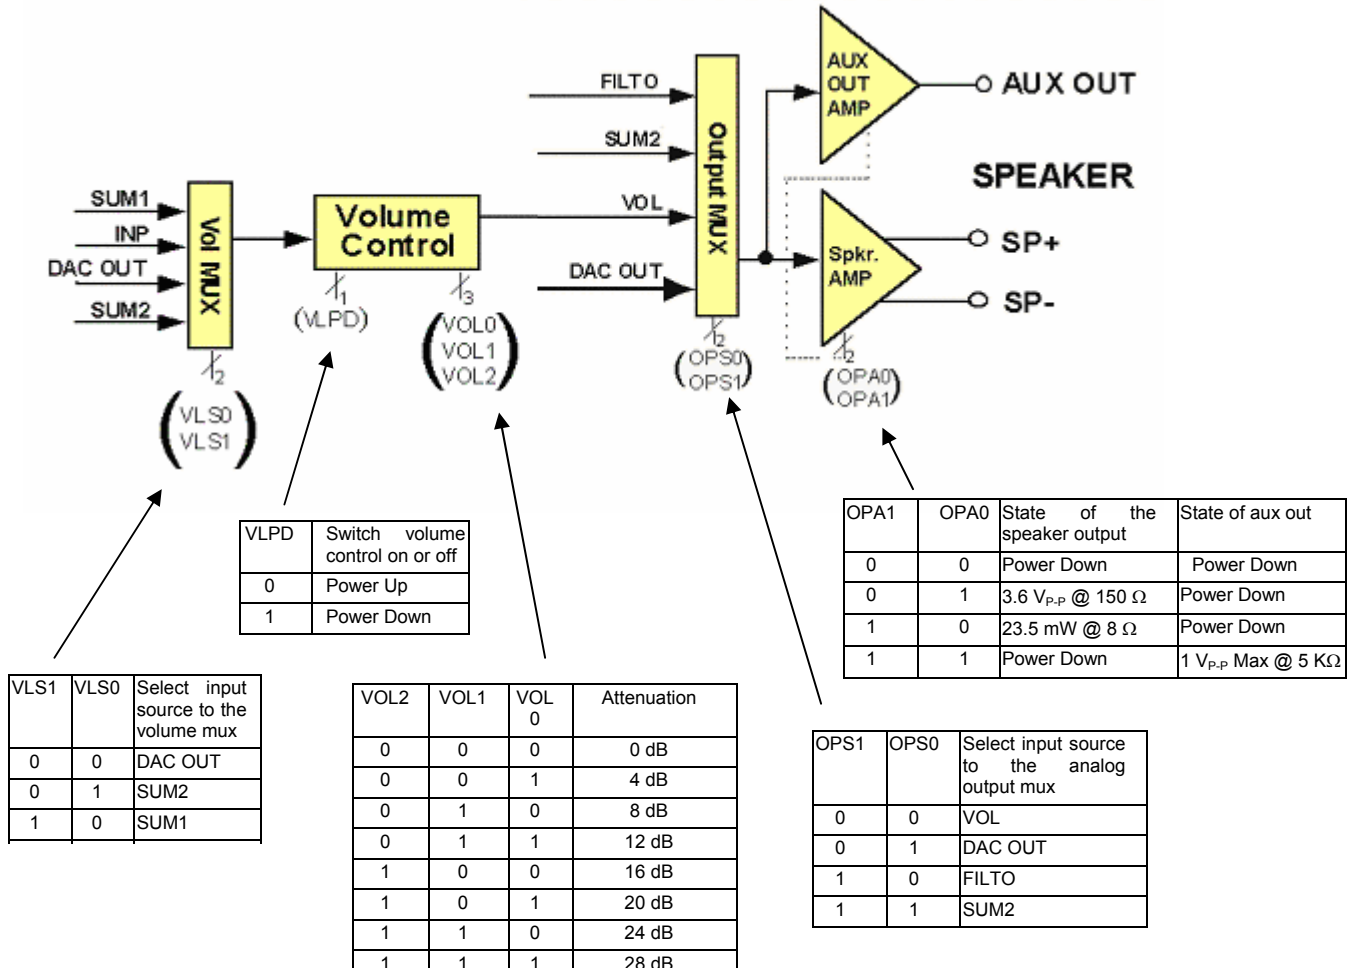 FILTO
SUM2
VOL
DAC OUT
Output MUX
AUX
OUT
AMP
AUX OUT
SPEAKER
Spkr.
AMP
SP+
SP-
SUM1
INP
DAC OUT
SUM2
Vol MUX
Volume
Control
1
(VLPD)
3
(VOL0
VOL1
VOL2)
2
(VLS0
VLS1)
2
(OPS0
OPS1)
2
(OPA0
OPA1)
OPA1 OPA0 State of the speaker output State of aux out
0 0 Power Down Power Down
0 1 3.6 VP-P @ 150 Ω Power Down
1 0 23.5 mW @ 8 Ω Power Down
1 1 Power Down 1 VP-P Max @ 5 KΩ
VLPD Switch volume control on or off
0 Power Up
1 Power Down
VLS1 VLS0 Select input source to the volume mux
0 0 DAC OUT
0 1 SUM2
1 0 SUM1
VOL2 VOL1 VOL 0 Attenuation
0 0 0 0 dB
0 0 1 4 dB
0 1 0 8 dB
0 1 1 12 dB
1 0 0 16 dB
1 0 1 20 dB
1 1 0 24 dB
1 1 1 28 dB
OPS1 OPS0 Select input source to the analog output mux
0 0 VOL
0 1 DAC OUT
1 0 FILTO
1 1 SUM2